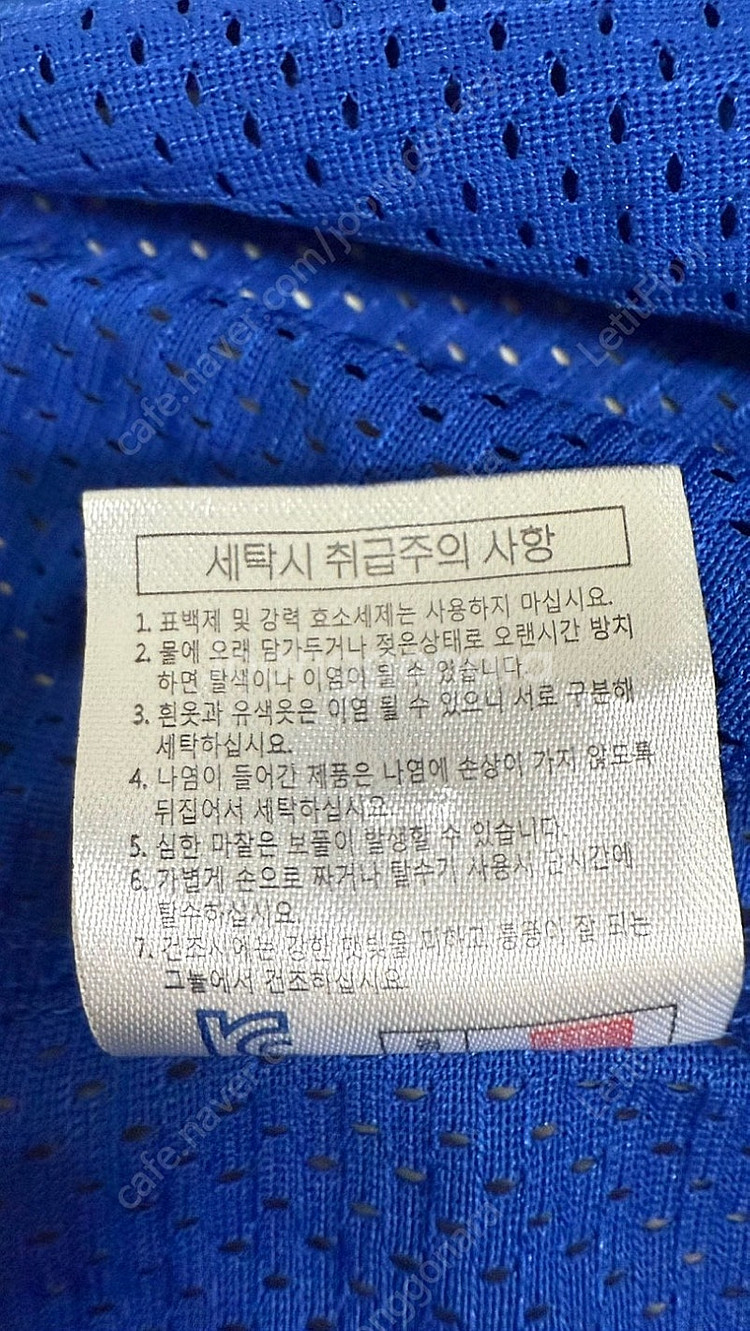 세탁시 취급주의 사항
1. 표백제 및 강력 효소세제는 사용하지 마십시요.
2. 물에 오래 담가두거나 젖은상태로 오랜시간 방치
하면 탈색이나 이염이 될 수 있습니다.
3. 흰옷과 유색옷은 이염 될 수 있으니 서로 구분해
세탁하십시요.
4. 나염이 들어간 제품은 나염에 손상이 가지 않도록
뒤집어서 세탁하십시요.
5. 심한 마찰은 보풀이 발생할 수 있습니다.
6. 가볍게 손으로 짜거나 탈수기 사용시 단시간에
탈수하십시요.
7. 건조시에는 강한 햇빛을 피하고 통풍이 잘 되는
그늘에서 건조하십시요.
cafe.naver.com/joonggonara
LetitFlow